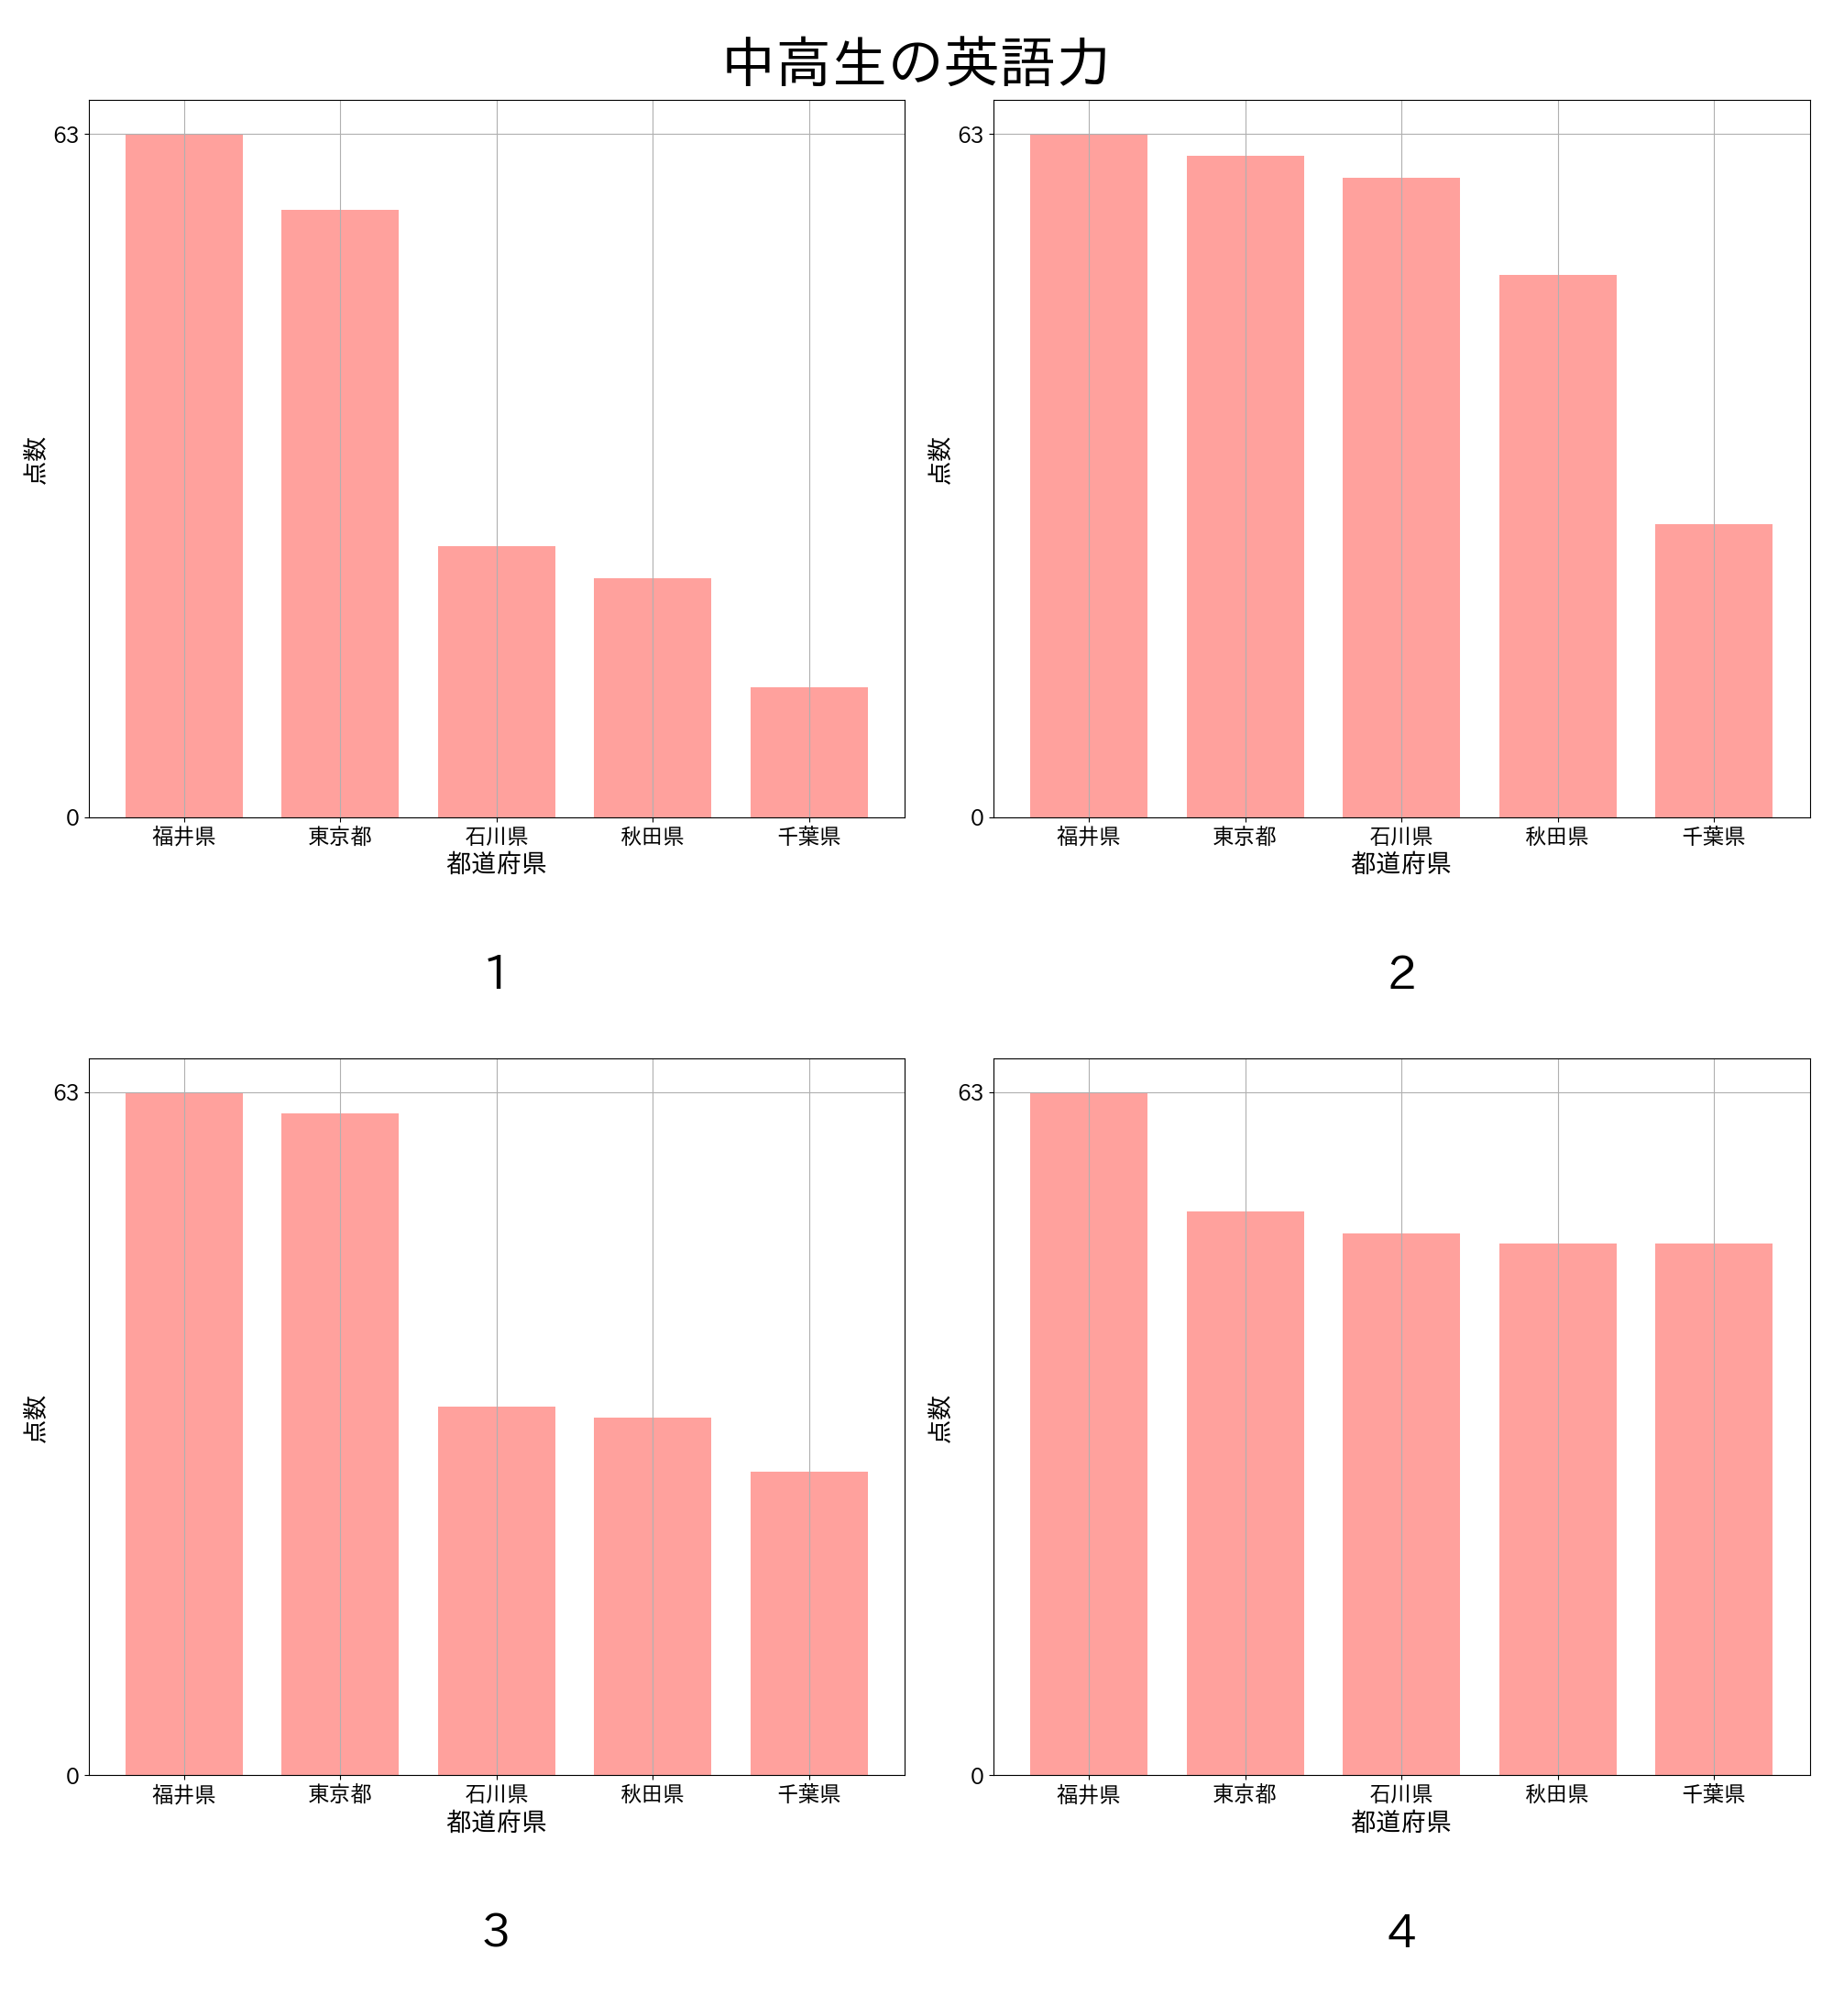 中高生の英語力
63
0
点数
福井県 東京都 石川県 秋田県 千葉県
都道府県
1
63
0
点数
福井県 東京都 石川県 秋田県 千葉県
都道府県
2
63
0
点数
福井県 東京都 石川県 秋田県 千葉県
都道府県
3
63
0
点数
福井県 東京都 石川県 秋田県 千葉県
都道府県
4